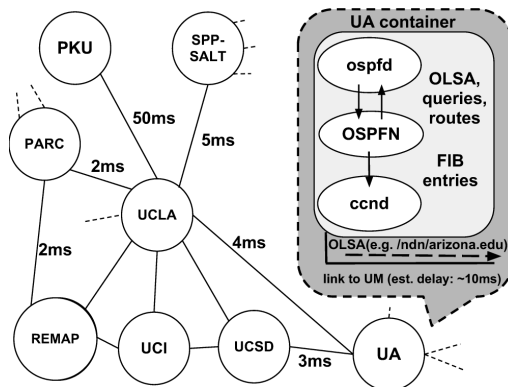 UA container
PKU
SPP-
SALT
ospfd
OLSA,
queries,
routes
50ms
5ms
OSPFN
PARC
2ms
FIB
entries
ccnd
UCLA
2ms
4ms
OLSA(e.g. /ndn/arizona.edu)
link to UM (est. delay: ~10ms)
REMAP
UCI
UCSD
3ms
UA